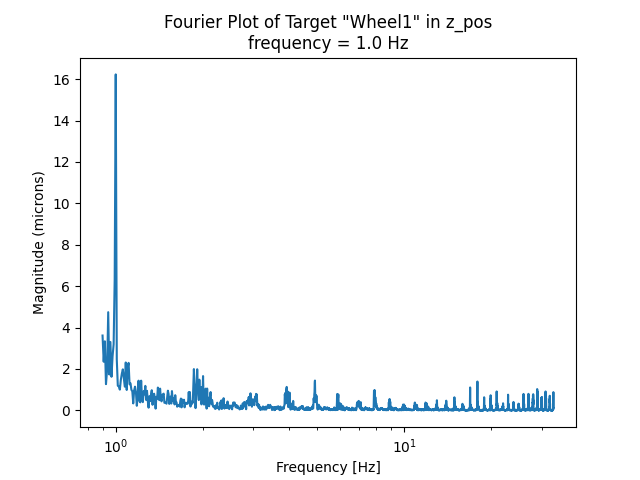 Fourier Plot of Target "Wheel1" in z_pos
frequency = 1.0 Hz
16
14
12
10
8
6
4
2
0
Magnitude (microns)
10⁰
10¹
Frequency [Hz]